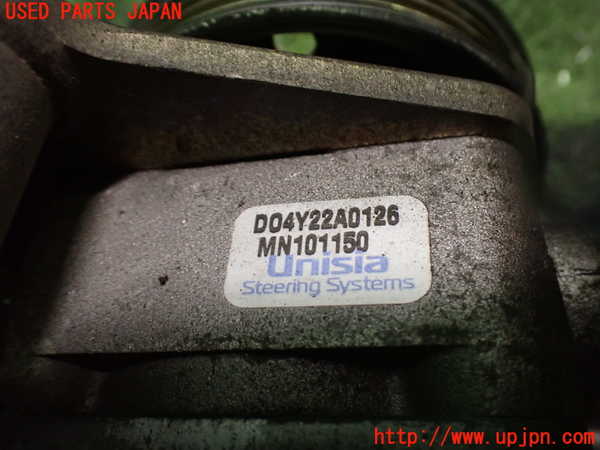 USED PARTS JAPAN
D04Y22A0126
MN101150
Unisia
Steering Systems
http://www.upjpn.com/